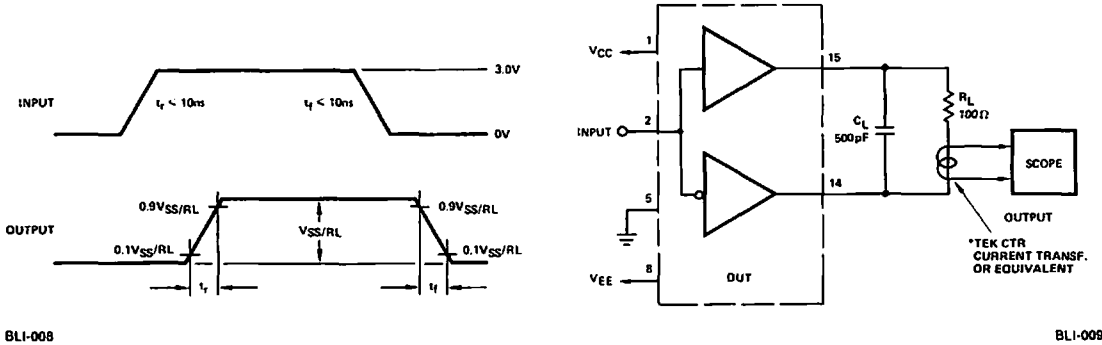 3.0V
INPUT
tr < 10ns
tf < 10ns
0V
0.9VSS/RL
0.9VSS/RL
OUTPUT
VSS/RL
0.1VSS/RL
0.1VSS/RL
tr
tf
BLI-008
VCC
1
15
RL
100Ω
INPUT
2
CL
500pF
SCOPE
14
5
OUTPUT
*TEK CTR
CURRENT TRANSF.
OR EQUIVALENT
VEE
8
DUT
BLI-009